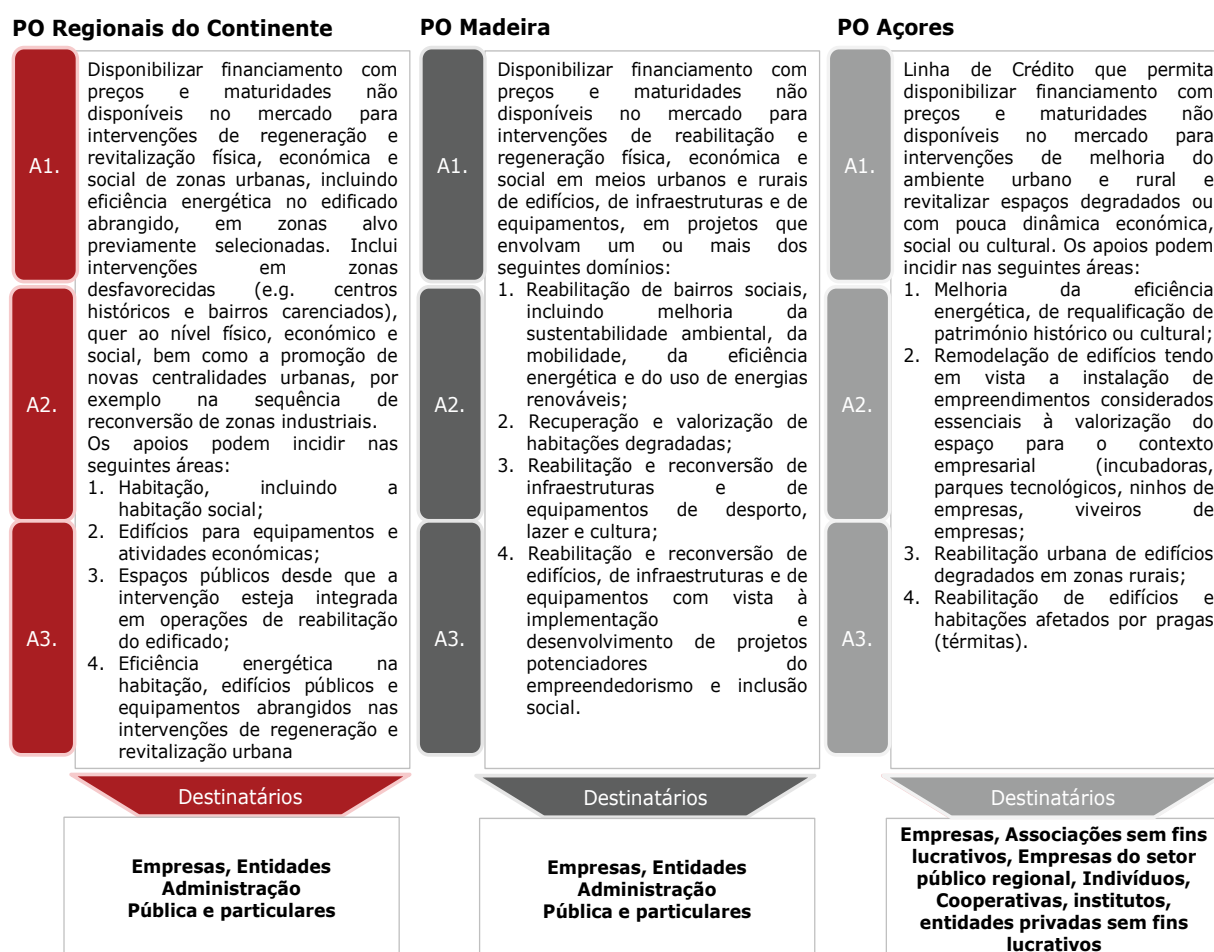 PO Regionais do Continente
A1.
A2.
A3.
Disponibilizar financiamento com
preços e maturidades não
disponíveis no mercado para
intervenções de regeneração e
revitalização física, económica e
social de zonas urbanas, incluindo
eficiência energética no edificado
abrangido, em zonas alvo
previamente selecionadas. Inclui
intervenções em zonas
desfavorecidas (e.g. centros
históricos e bairros carenciados),
quer ao nível físico, económico e
social, bem como a promoção de
novas centralidades urbanas, por
exemplo na sequência de
reconversão de zonas industriais.
Os apoios podem incidir nas
seguintes áreas:
1. Habitação, incluindo a
habitação social;
2. Edifícios para equipamentos e
atividades económicas;
3. Espaços públicos desde que a
intervenção esteja integrada
em operações de reabilitação
do edificado;
4. Eficiência energética na
habitação, edifícios públicos e
equipamentos abrangidos nas
intervenções de regeneração e
revitalização urbana
Destinatários
Empresas, Entidades
Administração
Pública e particulares
PO Madeira
A1.
A2.
A3.
Disponibilizar financiamento com
preços e maturidades não
disponíveis no mercado para
intervenções de reabilitação e
regeneração física, económica e
social em meios urbanos e rurais
de edifícios, de infraestruturas e de
equipamentos, em projetos que
envolvam um ou mais dos
seguintes domínios:
1. Reabilitação de bairros sociais,
incluindo melhoria da
sustentabilidade ambiental, da
mobilidade, da eficiência
energética e do uso de energias
renováveis;
2. Recuperação e valorização de
habitações degradadas;
3. Reabilitação e reconversão de
infraestruturas e de
equipamentos de desporto,
lazer e cultura;
4. Reabilitação e reconversão de
edifícios, de infraestruturas e de
equipamentos com vista à
implementação e
desenvolvimento de projetos
potenciadores do
empreendedorismo e inclusão
social.
Destinatários
Empresas, Entidades
Administração
Pública e particulares
PO Açores
A1.
A2.
A3.
Linha de Crédito que permita
disponibilizar financiamento com
preços e maturidades não
disponíveis no mercado para
intervenções de melhoria do
ambiente urbano e rural e
revitalizar espaços degradados ou
com pouca dinâmica económica,
social ou cultural. Os apoios podem
incidir nas seguintes áreas:
1. Melhoria da eficiência
energética, de requalificação de
património histórico ou cultural;
2. Remodelação de edifícios tendo
em vista a instalação de
empreendimentos considerados
essenciais à valorização do
espaço para o contexto
empresarial (incubadoras,
parques tecnológicos, ninhos de
empresas, viveiros de
empresas;
3. Reabilitação urbana de edifícios
degradados em zonas rurais;
4. Reabilitação de edifícios e
habitações afetados por pragas
(térmitas).
Destinatários
Empresas, Associações sem fins
lucrativos, Empresas do setor
público regional, Indivíduos,
Cooperativas, institutos,
entidades privadas sem fins
lucrativos